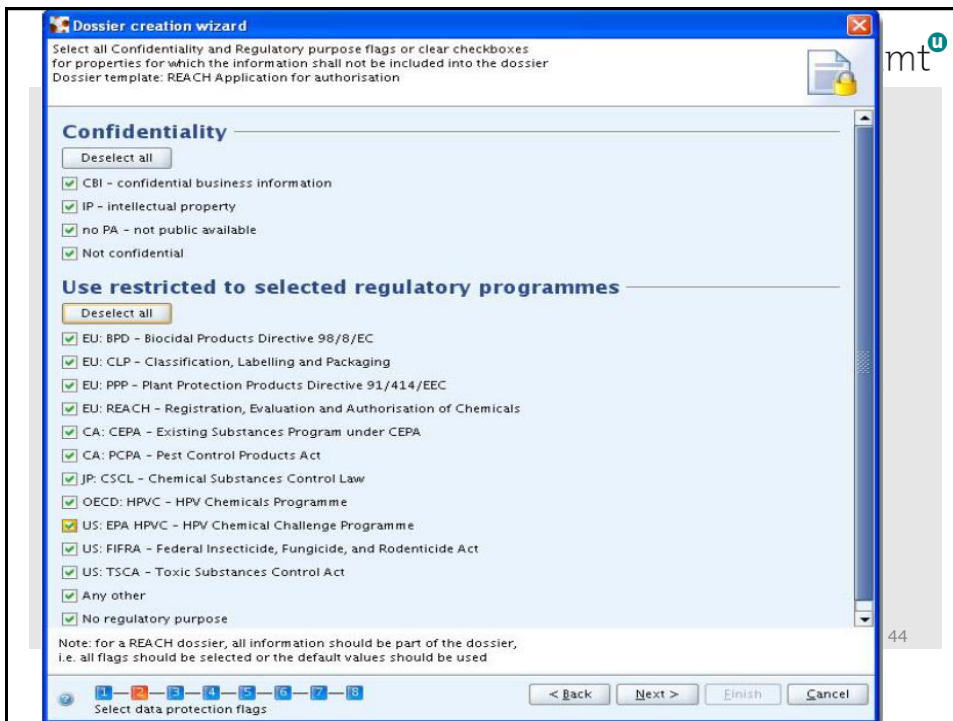 Dossier creation wizard
Select all Confidentiality and Regulatory purpose flags or clear checkboxes
for properties for which the information shall not be included into the dossier
Dossier template: REACH Application for authorisation
mt
u
Confidentiality
Deselect all
CBI - confidential business information
IP - intellectual property
no PA - not public available
Not confidential
Use restricted to selected regulatory programmes
Deselect all
EU: BPD - Biocidal Products Directive 98/8/EC
EU: CLP - Classification, Labelling and Packaging
EU: PPP - Plant Protection Products Directive 91/414/EEC
EU: REACH - Registration, Evaluation and Authorisation of Chemicals
CA: CEPA - Existing Substances Program under CEPA
CA: PCPA - Pest Control Products Act
JP: CSCL - Chemical Substances Control Law
OECD: HPVC - HPV Chemicals Programme
US: EPA HPVC - HPV Chemical Challenge Programme
US: FIFRA - Federal Insecticide, Fungicide, and Rodenticide Act
US: TSCA - Toxic Substances Control Act
Any other
No regulatory purpose
Note: for a REACH dossier, all information should be part of the dossier,
i.e. all flags should be selected or the default values should be used
44
1 2 3 4 5 6 7 8
Select data protection flags
< Back Next > Finish Cancel